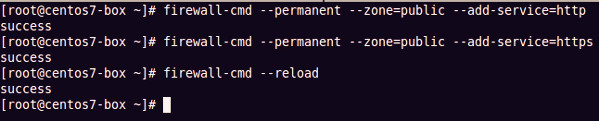 [root@centos7-box ~]# firewall-cmd --permanent --zone=public --add-service=http
success
[root@centos7-box ~]# firewall-cmd --permanent --zone=public --add-service=https
success
[root@centos7-box ~]# firewall-cmd --reload
success
[root@centos7-box ~]#